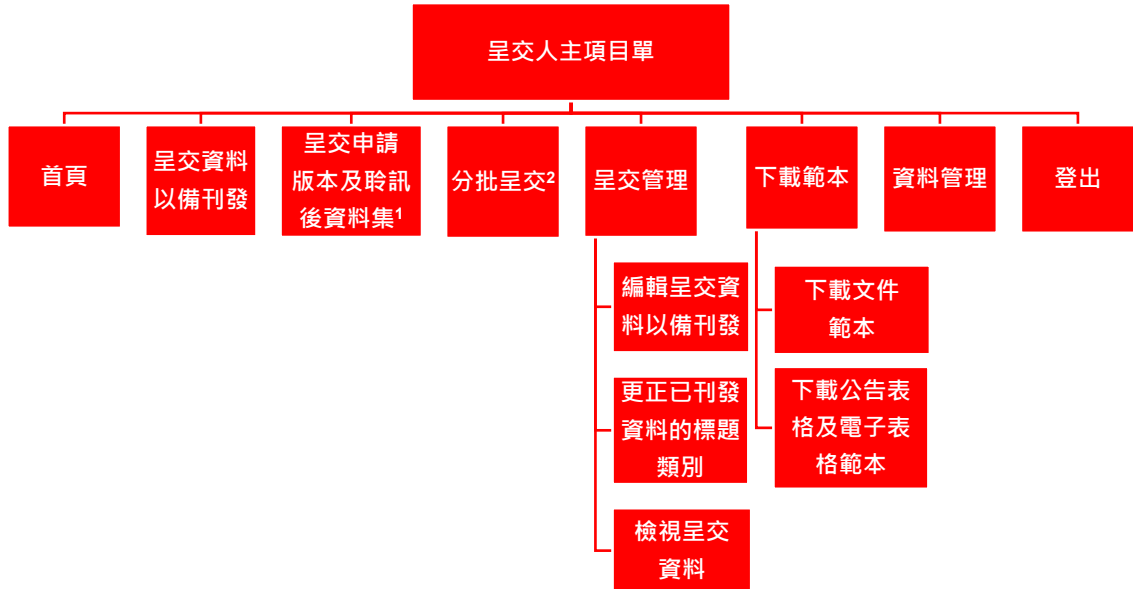 呈交人主項目單
首頁
呈交資料
以備刊發
呈交申請
版本及聆訊
後資料集¹
分批呈交²
呈交管理
下載範本
資料管理
登出
編輯呈交資
料以備刊發
更正已刊發
資料的標題
類別
檢視呈交
資料
下載文件
範本
下載公告表
格及電子表
格範本